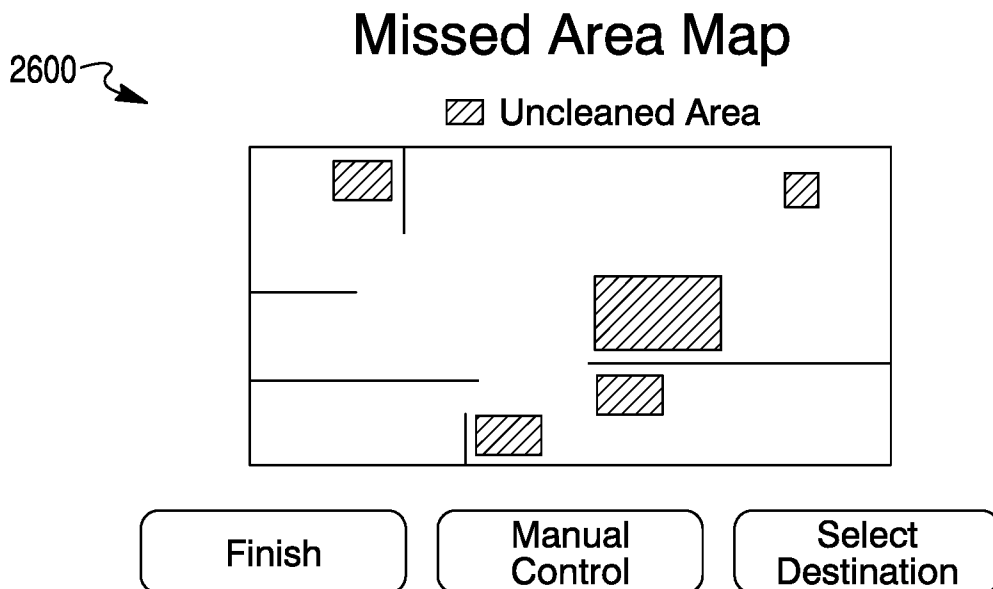 Missed Area Map
2600
Uncleaned Area
Finish
Manual
Control
Select
Destination